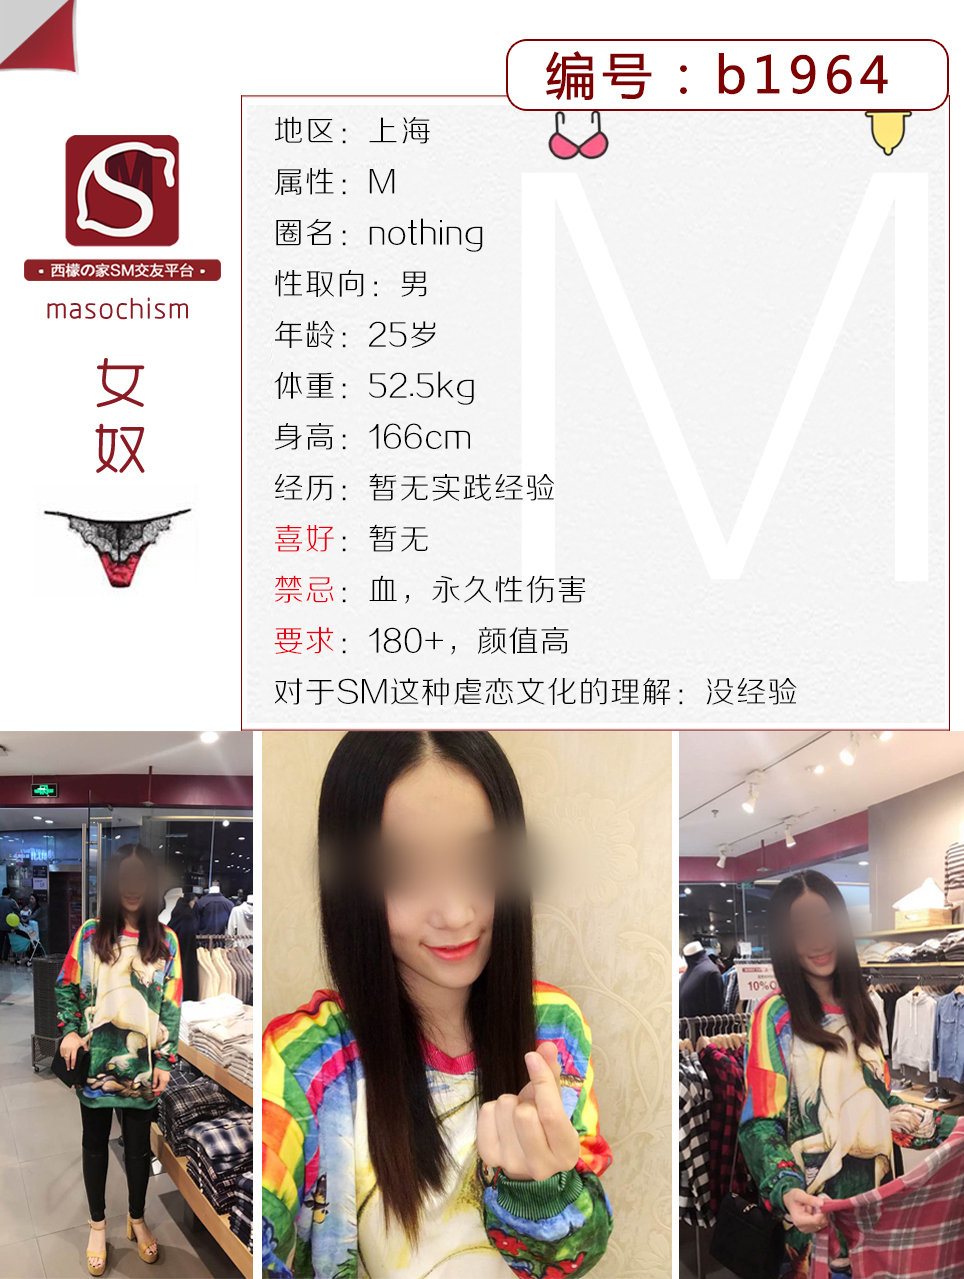 编号：b1964
地区：上海
属性：M
圈名：nothing
性取向：男
年龄：25岁
体重：52.5kg
身高：166cm
经历：暂无实践经验
喜好：暂无
禁忌：血，永久性伤害
要求：180+，颜值高
对于SM这种虐恋文化的理解：没经验
SM
·西檬の家SM交友平台·
masochism
女
奴
M
10%